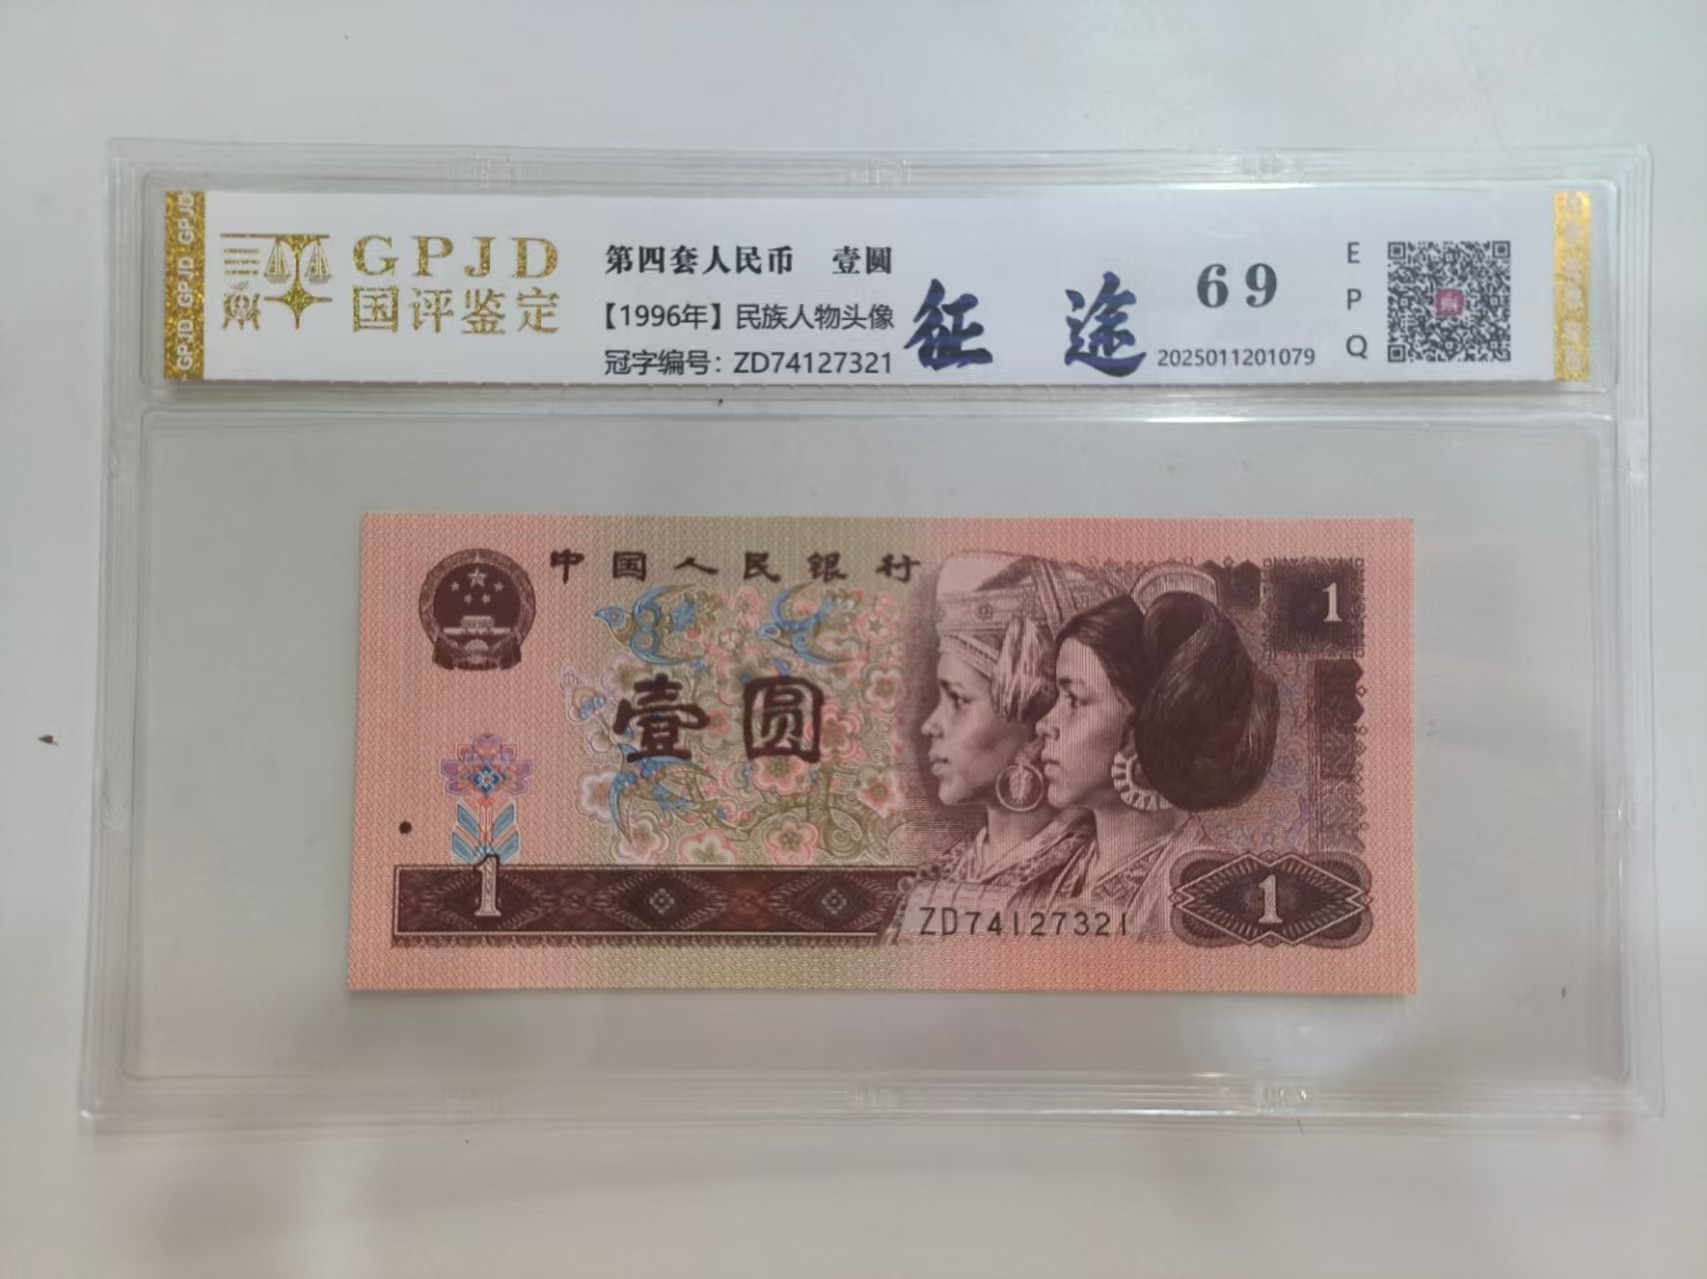 GPJD
国评鉴定
第四套人民币 壹圆
【1996年】民族人物头像
冠字编号：ZD74127321
征 途
69
2025011201079
E
P
Q
GPJD GPJD GPJD
中国人民银行
1
壹圆
1
1
ZD74127321